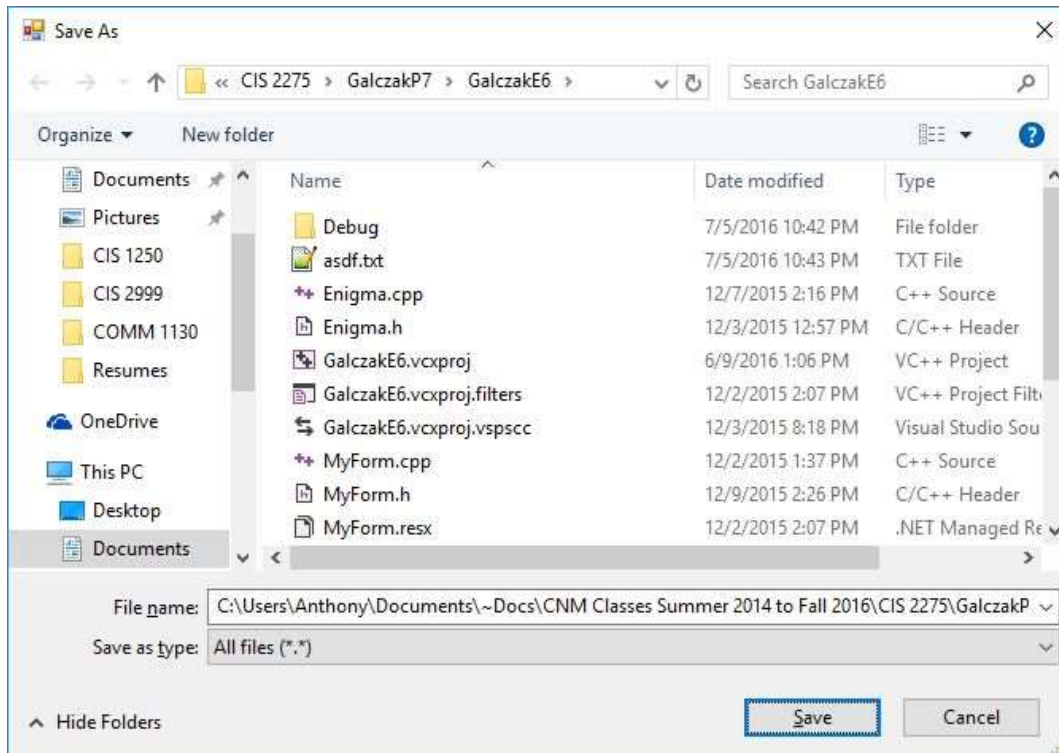 Save As
« CIS 2275 > GalczakP7 > GalczakE6 >
Search GalczakE6
Organize
New folder
Documents
Pictures
CIS 1250
CIS 2999
COMM 1130
Resumes
OneDrive
This PC
Desktop
Documents
Name Date modified Type
Debug 7/5/2016 10:42 PM File folder
asdf.txt 7/5/2016 10:43 PM TXT File
Enigma.cpp 12/7/2015 2:16 PM C++ Source
Enigma.h 12/3/2015 12:57 PM C/C++ Header
GalczakE6.vcxproj 6/9/2016 1:06 PM VC++ Project
GalczakE6.vcxproj.filters 12/2/2015 2:07 PM VC++ Project Filt
GalczakE6.vcxproj.vspscc 12/3/2015 8:18 PM Visual Studio Sou
MyForm.cpp 12/2/2015 1:37 PM C++ Source
MyForm.h 12/9/2015 2:26 PM C/C++ Header
MyForm.resx 12/2/2015 2:07 PM .NET Managed Re
File name: C:\Users\Anthony\Documents\~Docs\CNM Classes Summer 2014 to Fall 2016\CIS 2275\GalczakP
Save as type: All files (*.*)
Hide Folders
Save
Cancel